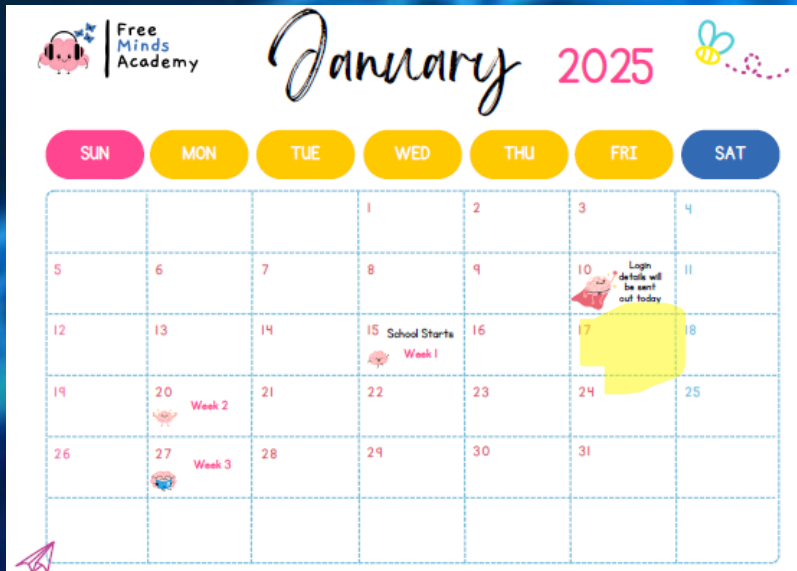 Free
Minds
Academy
January 2025
SUN MON TUE WED THU FRI SAT
1 2 3 4
5 6 7 8 9 10 11
Login
details will
be sent
out today
12 13 14 15 16 17 18
School Starts
Week 1
19 20 21 22 23 24 25
Week 2
26 27 28 29 30 31
Week 3